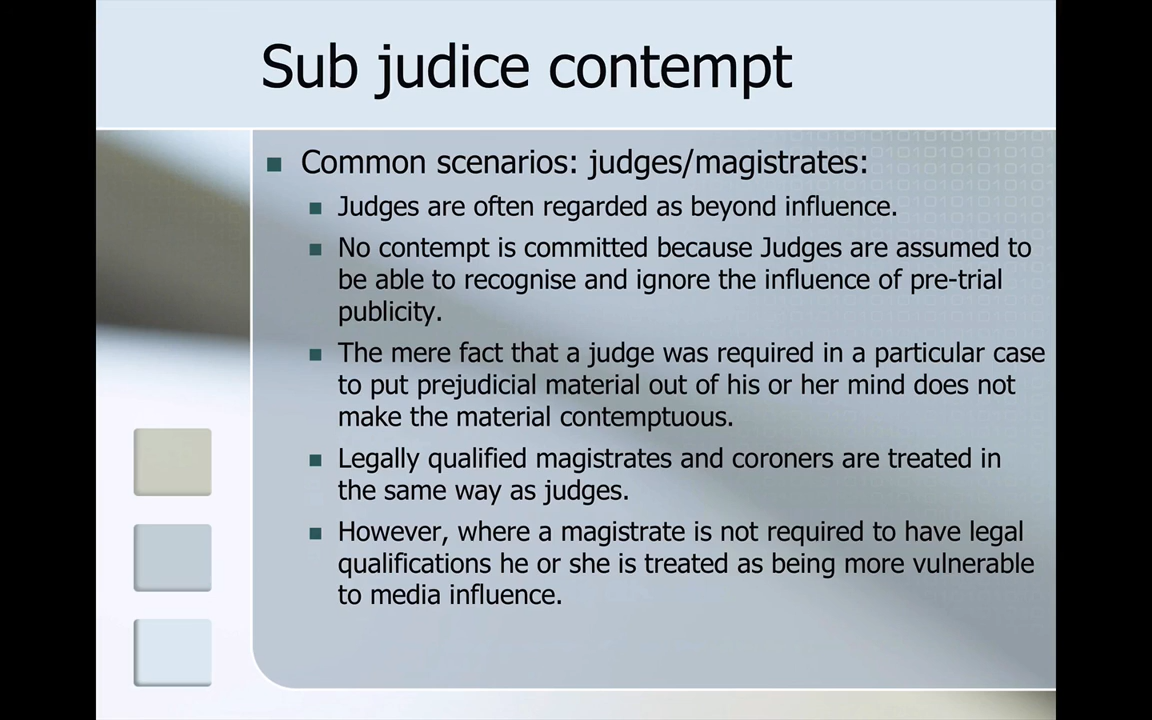 Sub judice contempt
Common scenarios: judges/magistrates:
Judges are often regarded as beyond influence.
No contempt is committed because Judges are assumed to
be able to recognise and ignore the influence of pre-trial
publicity.
The mere fact that a judge was required in a particular case
to put prejudicial material out of his or her mind does not
make the material contemptuous.
Legally qualified magistrates and coroners are treated in
the same way as judges.
However, where a magistrate is not required to have legal
qualifications he or she is treated as being more vulnerable
to media influence.